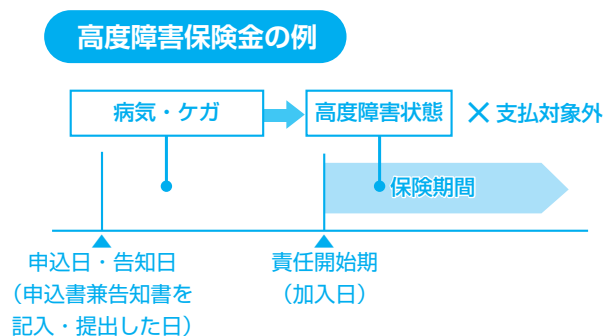 高度障害保険金の例
病気・ケガ
高度障害状態
×支払対象外
保険期間
申込日・告知日
（申込書兼告知書を
記入・提出した日）
責任開始期
（加入日）